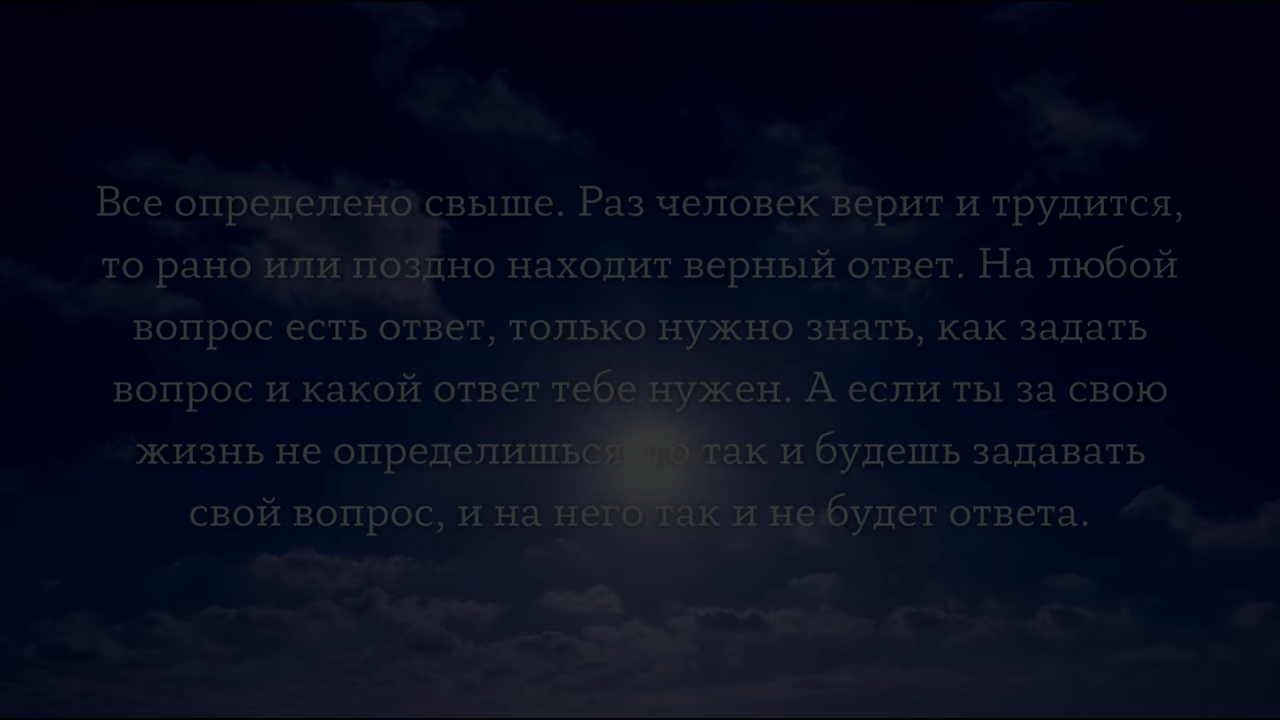 Все определено свыше. Раз человек верит и трудится,
то рано или поздно находит верный ответ. На любой
вопрос есть ответ, только нужно знать, как задать
вопрос и какой ответ тебе нужен. А если ты за свою
жизнь не определишься, то так и будешь задавать
свой вопрос, и на него так и не будет ответа.